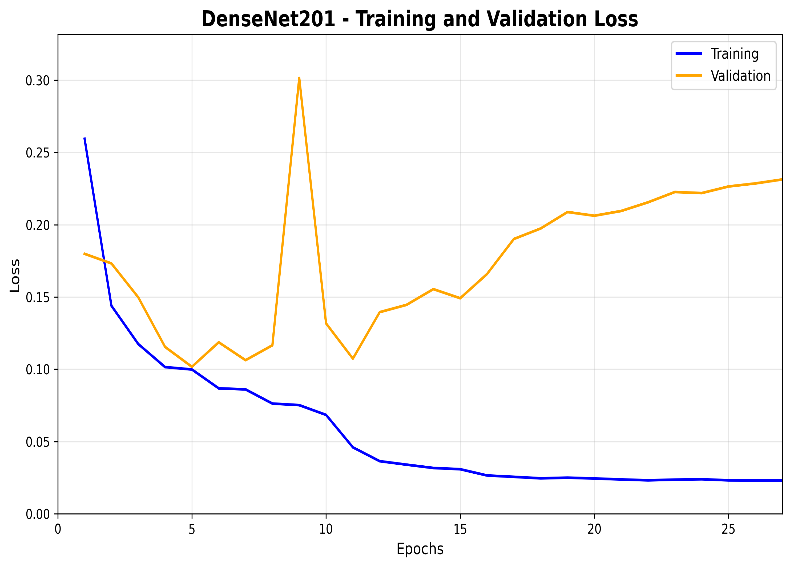 DenseNet201 - Training and Validation Loss
Training
Validation
0.30
0.25
0.20
0.15
0.10
0.05
0.00
Loss
0 5 10 15 20 25
Epochs